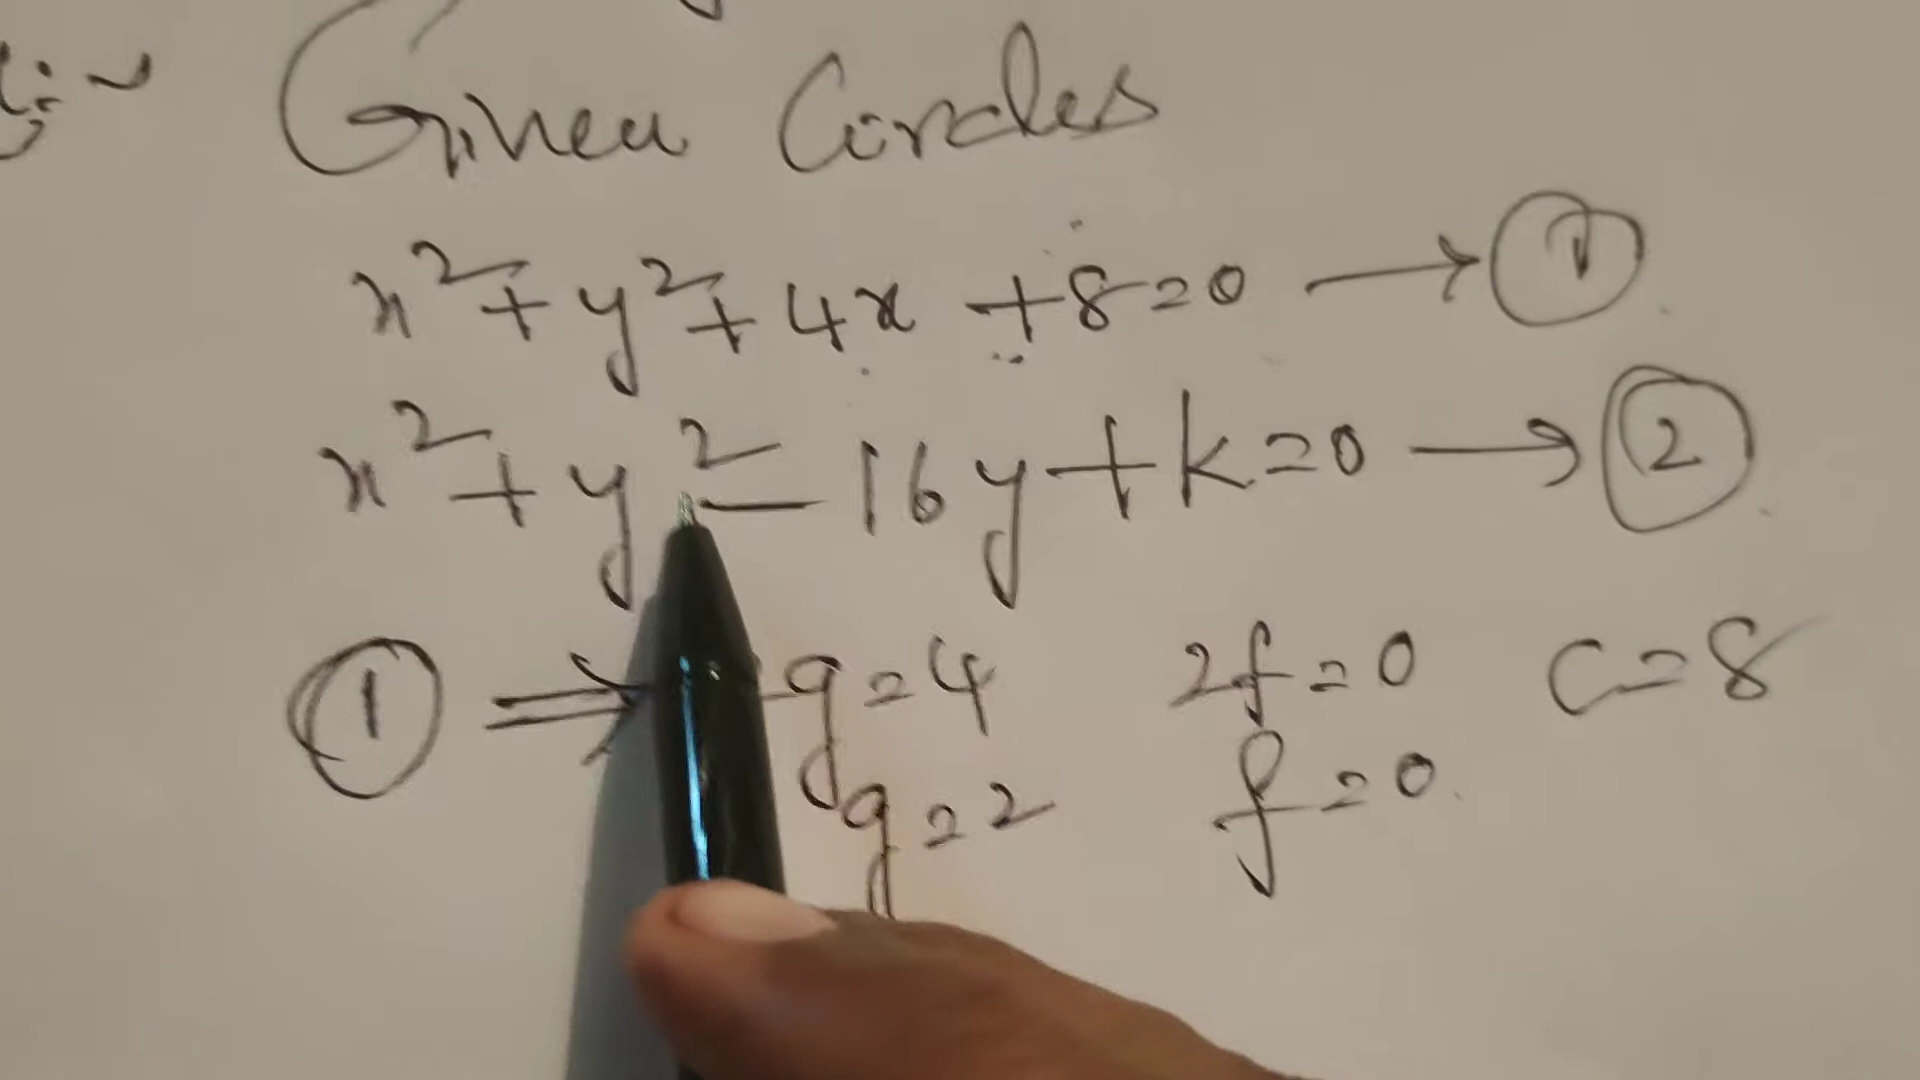 Given Circles
x²+y²+4x +8=0 → ①
x²+y²-16y+k=0 → ②
① ⇒ g=4 2f=0 c=8
g=2 f=0